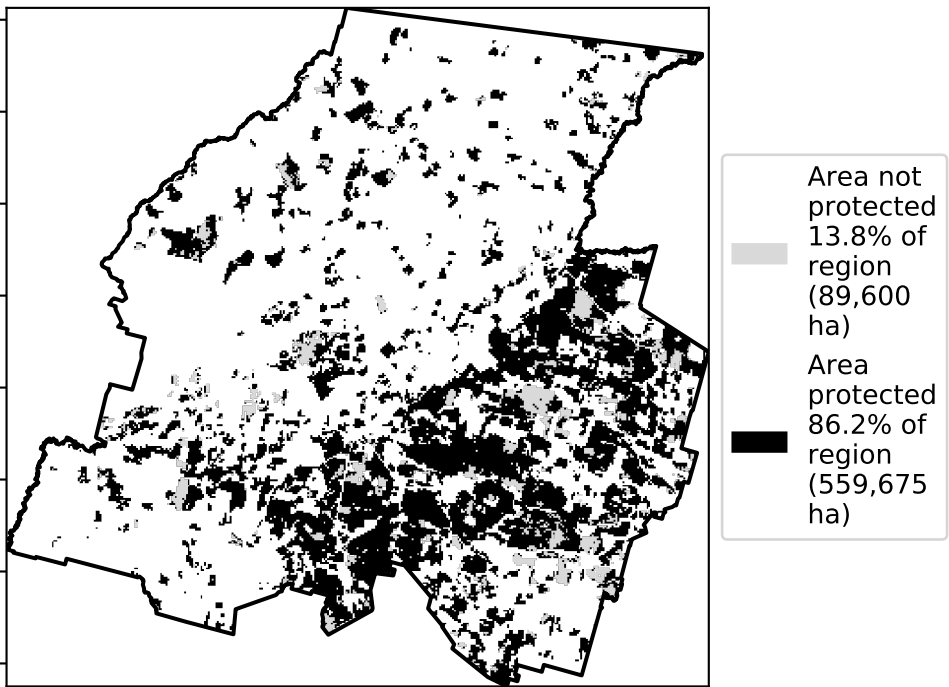 Area not
protected
13.8% of
region
(89,600
ha)
Area
protected
86.2% of
region
(559,675
ha)